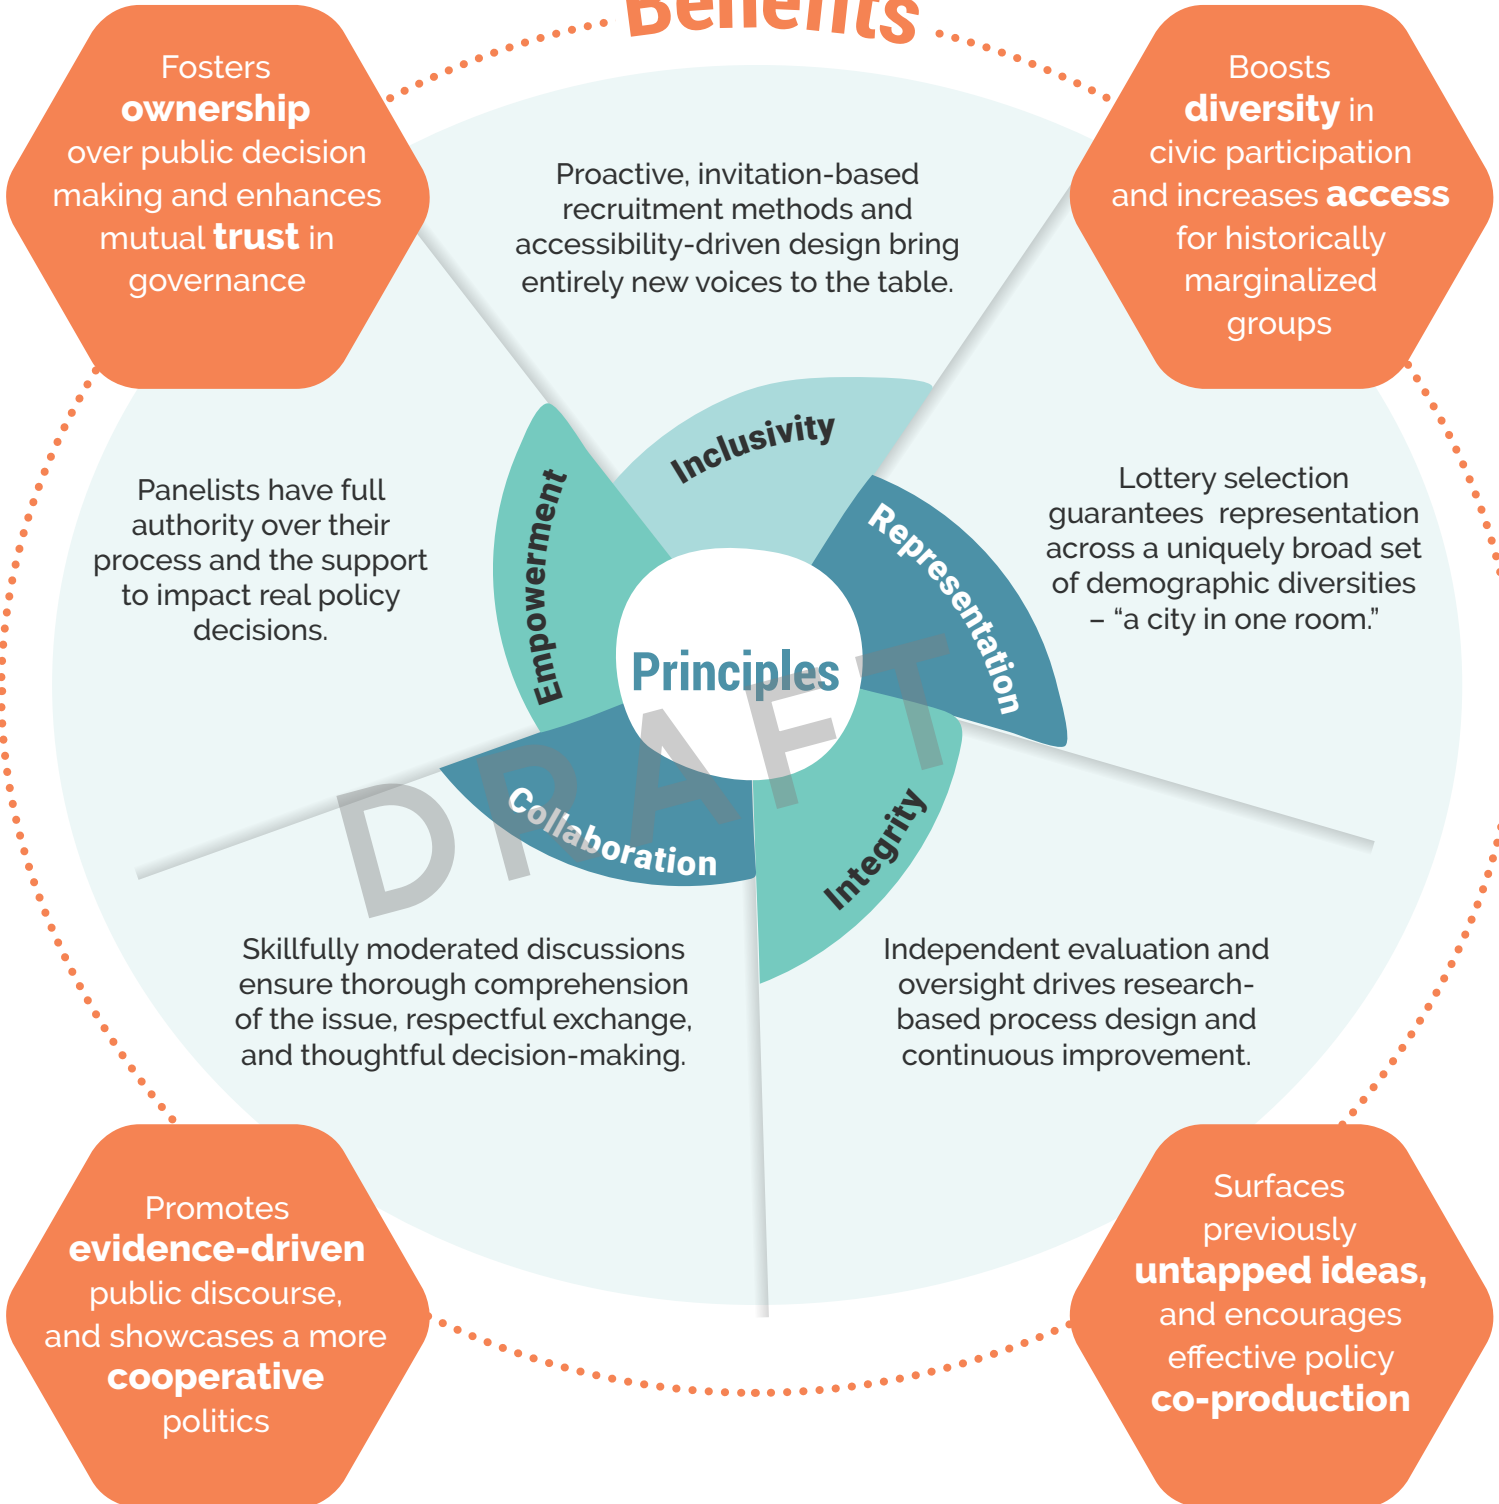 Benefits
Fosters
ownership
over public decision
making and enhances
mutual trust in
governance
Boosts
diversity in
civic participation
and increases access
for historically
marginalized
groups
Proactive, invitation-based
recruitment methods and
accessibility-driven design bring
entirely new voices to the table.
Inclusivity
Panelists have full
authority over their
process and the support
to impact real policy
decisions.
Empowerment
Representation
Lottery selection
guarantees  representation
across a uniquely broad set
of demographic diversities
– “a city in one room.”
Principles
DRAFT
Collaboration
Integrity
Skillfully moderated discussions
ensure thorough comprehension
of the issue, respectful exchange,
and thoughtful decision-making.
Independent evaluation and
oversight drives research-
based process design and
continuous improvement.
Promotes
evidence-driven
public discourse,
and showcases a more
cooperative
politics
Surfaces
previously
untapped ideas,
and encourages
effective policy
co-production